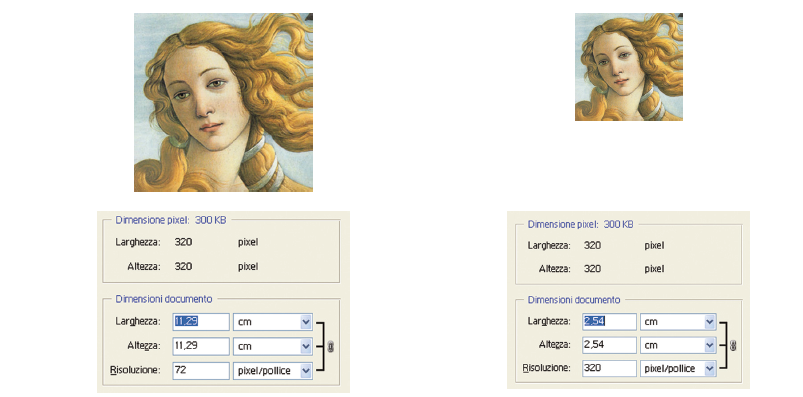 Dimensione pixel: 300 KB
Larghezza: 320 pixel
Altezza: 320 pixel
Dimensioni documento
Larghezza: 11,29 cm
Altezza: 11,29 cm
Risoluzione: 72 pixel/pollice
Dimensione pixel: 300 KB
Larghezza: 320 pixel
Altezza: 320 pixel
Dimensioni documento
Larghezza: 2,54 cm
Altezza: 2,54 cm
Risoluzione: 320 pixel/pollice